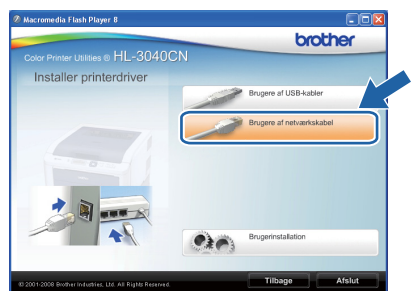 Macromedia Flash Player 8
brother
Color Printer Utilities ® HL-3040CN
Installer printerdriver
Brugere af USB-kabler
Brugere af netværkskabel
Brugerinstallation
© 2001-2008 Brother Industries, Ltd. All Rights Reserved.
Tilbage
Afslut